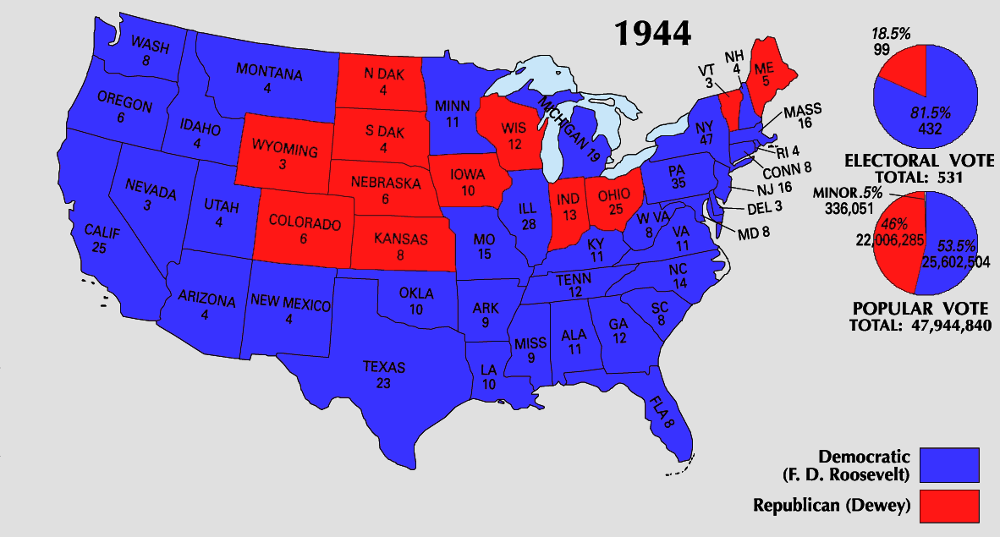 1944
WASH
8
OREGON
6
CALIF
25
NEVADA
3
IDAHO
4
MONTANA
4
WYOMING
3
UTAH
4
COLORADO
6
ARIZONA
4
NEW MEXICO
4
N DAK
4
S DAK
4
NEBRASKA
6
KANSAS
8
OKLA
10
TEXAS
23
MINN
11
IOWA
10
MO
15
ARK
9
LA
10
WIS
12
ILL
28
MICHIGAN 19
IND
13
OHIO
25
KY
11
TENN
12
MISS
9
ALA
11
GA
12
FLA 8
SC
8
NC
14
VA
11
W VA
8
PA
35
NY
47
VT
3
NH
4
ME
5
MASS
16
RI 4
CONN 8
NJ 16
DEL 3
MD 8
18.5%
99
81.5%
432
ELECTORAL VOTE
TOTAL: 531
MINOR.5%
336,051
46%
22,006,285
53.5%
25,602,504
POPULAR VOTE
TOTAL: 47,944,840
Democratic
(F. D. Roosevelt)
Republican (Dewey)